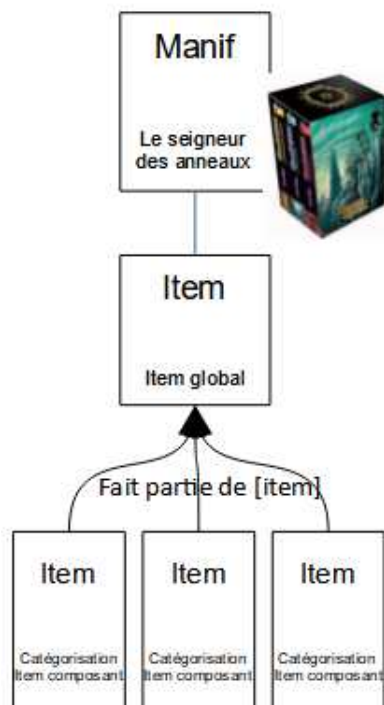 Manif
Le seigneur
des anneaux
Item
Item global
Fait partie de [item]
Item Item Item
Catégorisation Catégorisation Catégorisation
Item composant Item composant Item composant